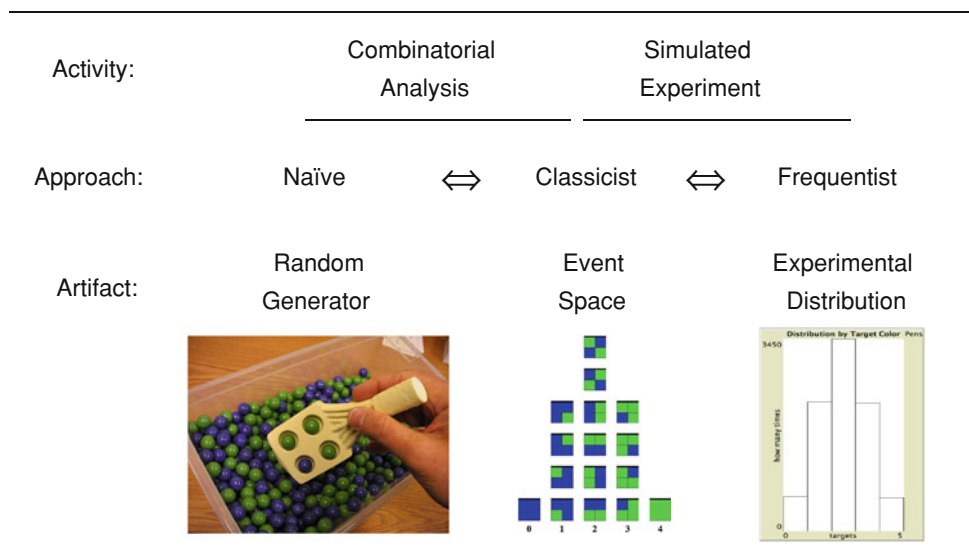 Activity:
Combinatorial
Analysis
Simulated
Experiment
Approach:
Naïve
⇔
Classicist
⇔
Frequentist
Artifact:
Random
Generator
Event
Space
Experimental
Distribution
0 1 2 3 4
Distribution by Target Color Pens
3450
how many times
0
0 targets 5